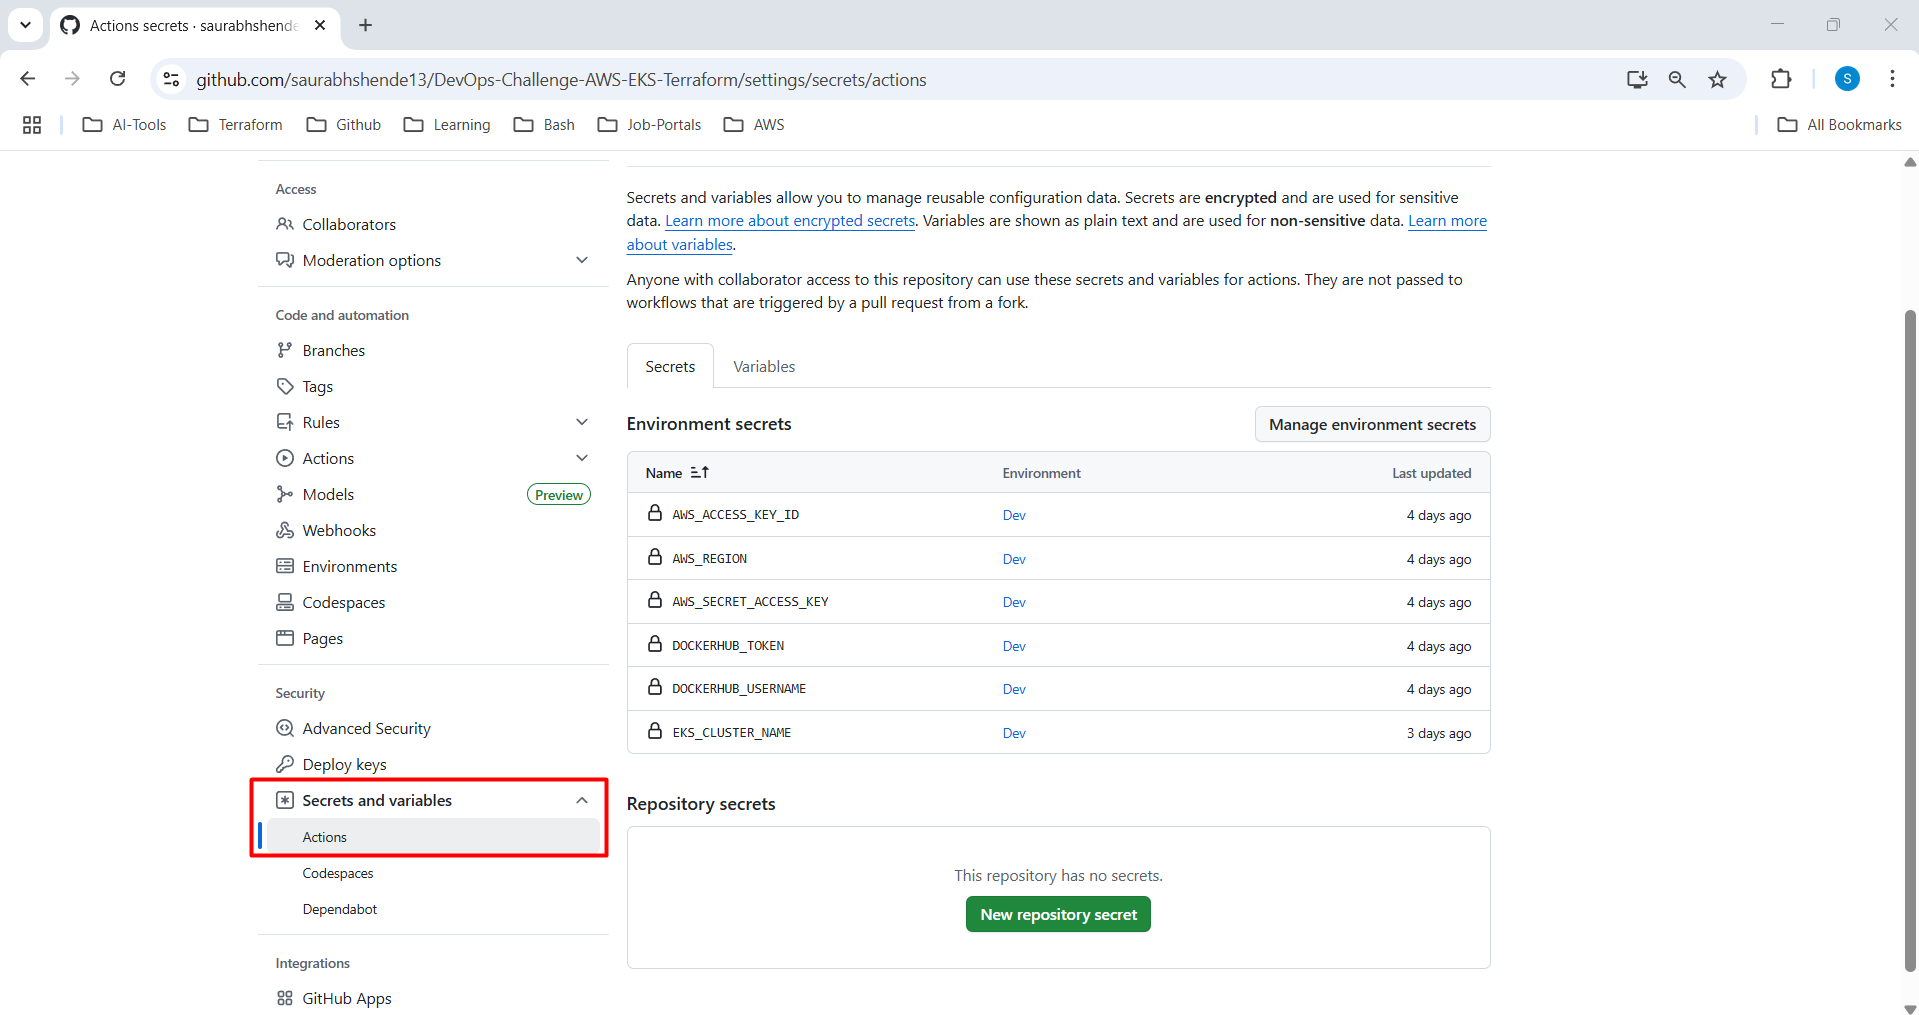 Actions secrets · saurabhshende
github.com/saurabhshende13/DevOps-Challenge-AWS-EKS-Terraform/settings/secrets/actions
S
AI-Tools
Terraform
Github
Learning
Bash
Job-Portals
AWS
All Bookmarks
Access
Collaborators
Moderation options
Code and automation
Branches
Tags
Rules
Actions
Models Preview
Webhooks
Environments
Codespaces
Pages
Security
Advanced Security
Deploy keys
Secrets and variables
Actions
Codespaces
Dependabot
Integrations
GitHub Apps
Secrets and variables allow you to manage reusable configuration data. Secrets are encrypted and are used for sensitive
data. Learn more about encrypted secrets. Variables are shown as plain text and are used for non-sensitive data. Learn more
about variables.
Anyone with collaborator access to this repository can use these secrets and variables for actions. They are not passed to
workflows that are triggered by a pull request from a fork.
Secrets Variables
Environment secrets Manage environment secrets
Name Environment Last updated
AWS_ACCESS_KEY_ID Dev 4 days ago
AWS_REGION Dev 4 days ago
AWS_SECRET_ACCESS_KEY Dev 4 days ago
DOCKERHUB_TOKEN Dev 4 days ago
DOCKERHUB_USERNAME Dev 4 days ago
EKS_CLUSTER_NAME Dev 3 days ago
Repository secrets
This repository has no secrets.
New repository secret